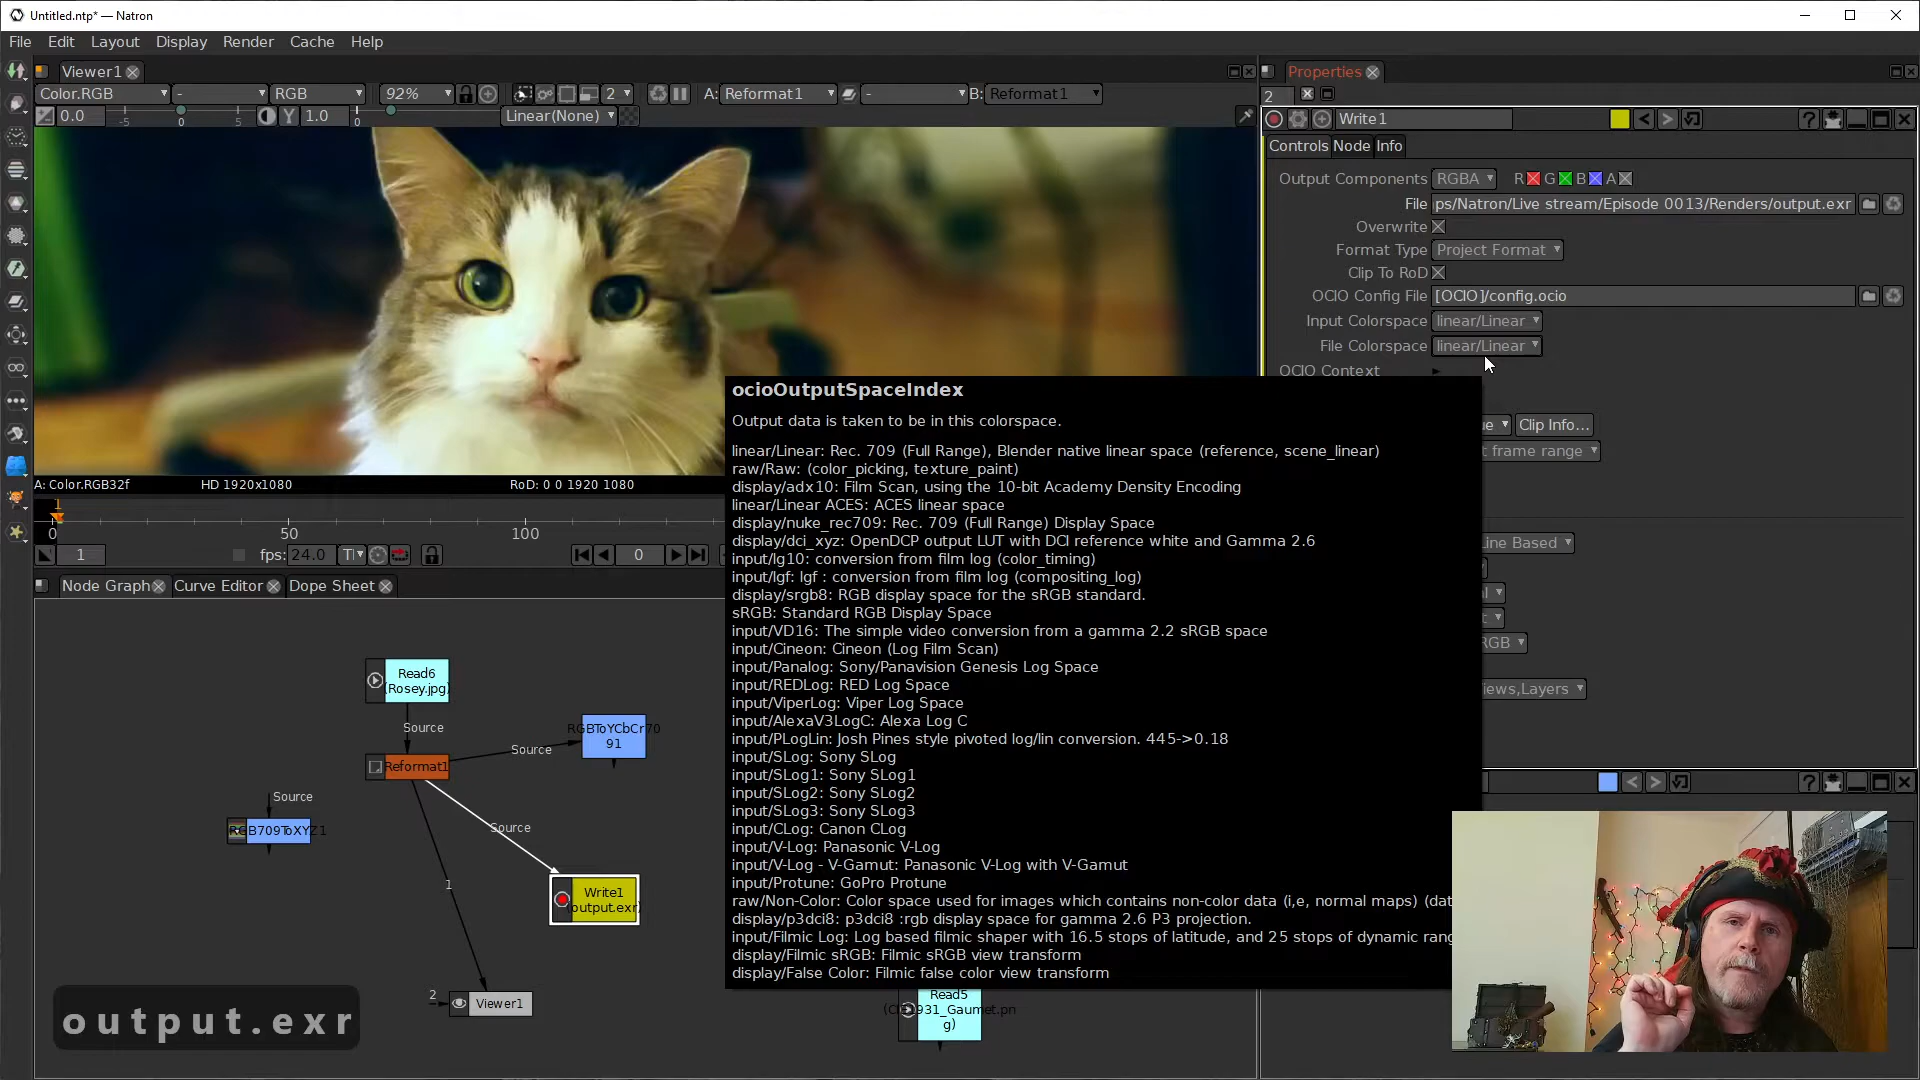 Untitled.ntp* — Natron
File Edit Layout Display Render Cache Help
Viewer1
Properties
Color.RGB - RGB 92% 2 A: Reformat1 - B: Reformat1
2
0.0 -5 0 5 Y 1.0 0 Linear(None)
Write1
Controls Node Info
Output Components RGBA R G B A
File ps/Natron/Live stream/Episode 0013/Renders/output.exr
Overwrite
Format Type Project Format
Clip To RoD
OCIO Config File [OCIO]/config.ocio
Input Colorspace linear/Linear
File Colorspace linear/Linear
OCIO Context
ue Clip Info...
t frame range
Line Based
RGB
iews,Layers
ocioOutputSpaceIndex
Output data is taken to be in this colorspace.
linear/Linear: Rec. 709 (Full Range), Blender native linear space (reference, scene_linear)
raw/Raw: (color_picking, texture_paint)
display/adx10: Film Scan, using the 10-bit Academy Density Encoding
linear/Linear ACES: ACES linear space
display/nuke_rec709: Rec. 709 (Full Range) Display Space
display/dci_xyz: OpenDCP output LUT with DCI reference white and Gamma 2.6
input/lg10: conversion from film log (color_timing)
input/lgf: lgf : conversion from film log (compositing_log)
display/srgb8: RGB display space for the sRGB standard.
sRGB: Standard RGB Display Space
input/VD16: The simple video conversion from a gamma 2.2 sRGB space
input/Cineon: Cineon (Log Film Scan)
input/Panalog: Sony/Panavision Genesis Log Space
input/REDLog: RED Log Space
input/ViperLog: Viper Log Space
input/AlexaV3LogC: Alexa Log C
input/PLogLin: Josh Pines style pivoted log/lin conversion. 445->0.18
input/SLog: Sony SLog
input/SLog1: Sony SLog1
input/SLog2: Sony SLog2
input/SLog3: Sony SLog3
input/CLog: Canon CLog
input/V-Log: Panasonic V-Log
input/V-Log - V-Gamut: Panasonic V-Log with V-Gamut
input/Protune: GoPro Protune
raw/Non-Color: Color space used for images which contains non-color data (i,e, normal maps) (dat
display/p3dci8: p3dci8 :rgb display space for gamma 2.6 P3 projection.
input/Filmic Log: Log based filmic shaper with 16.5 stops of latitude, and 25 stops of dynamic rang
display/Filmic sRGB: Filmic sRGB view transform
display/False Color: Filmic false color view transform
A: Color.RGB32f HD 1920x1080 RoD: 0 0 1920 1080
1
0 50 100
1 fps: 24.0 0
Node Graph Curve Editor Dope Sheet
Read6
(Rosey.jpg)
Source
RGBToYCbCr70
91
Source
Reformat1
Source
RGB709ToXYZ1
Source
1
Write1
(output.exr)
2 Viewer1
Read5
(CIE1931_Gaumet.pn
g)
output.exr